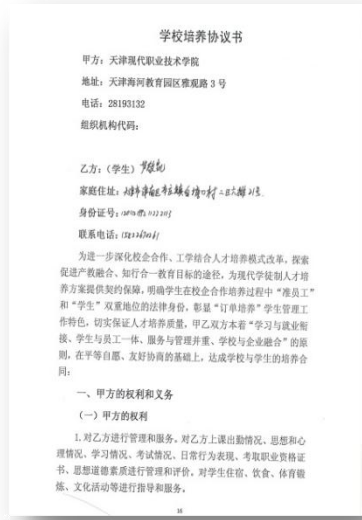 学校培养协议书
甲方：天津现代职业技术学院
地址：天津海河教育园区雅观路 3 号
电话：28193132
组织机构代码：
乙方：（学生）
家庭住址：
身份证号：
联系电话：
为进一步深化校企合作、工学结合人才培养模式改革，探索
促进产教融合、知行合一教育目标的途径，为现代学徒制人才培
养方案提供契约保障，明确学生在校企合作培养过程中“准员工”
和“学生”双重地位的法律身份，彰显“订单培养”学生管理工
作特色，切实保证人才培养质量，甲乙双方本着“学习与就业衔
接、学生与员工一体、服务与管理并重、学校与企业融合”的原
则，在平等自愿、友好协商的基础上，达成学校与学生的培养合
同：
一、甲方的权利和义务
（一）甲方的权利
1.对乙方进行管理和服务。对乙方上课出勤情况、思想和心
理情况、学习情况、考试情况、日常行为表现、考取职业资格证
书、思想道德素质进行管理和评价。对学生住宿、饮食、体育锻
炼、文化活动等进行指导和服务。
16